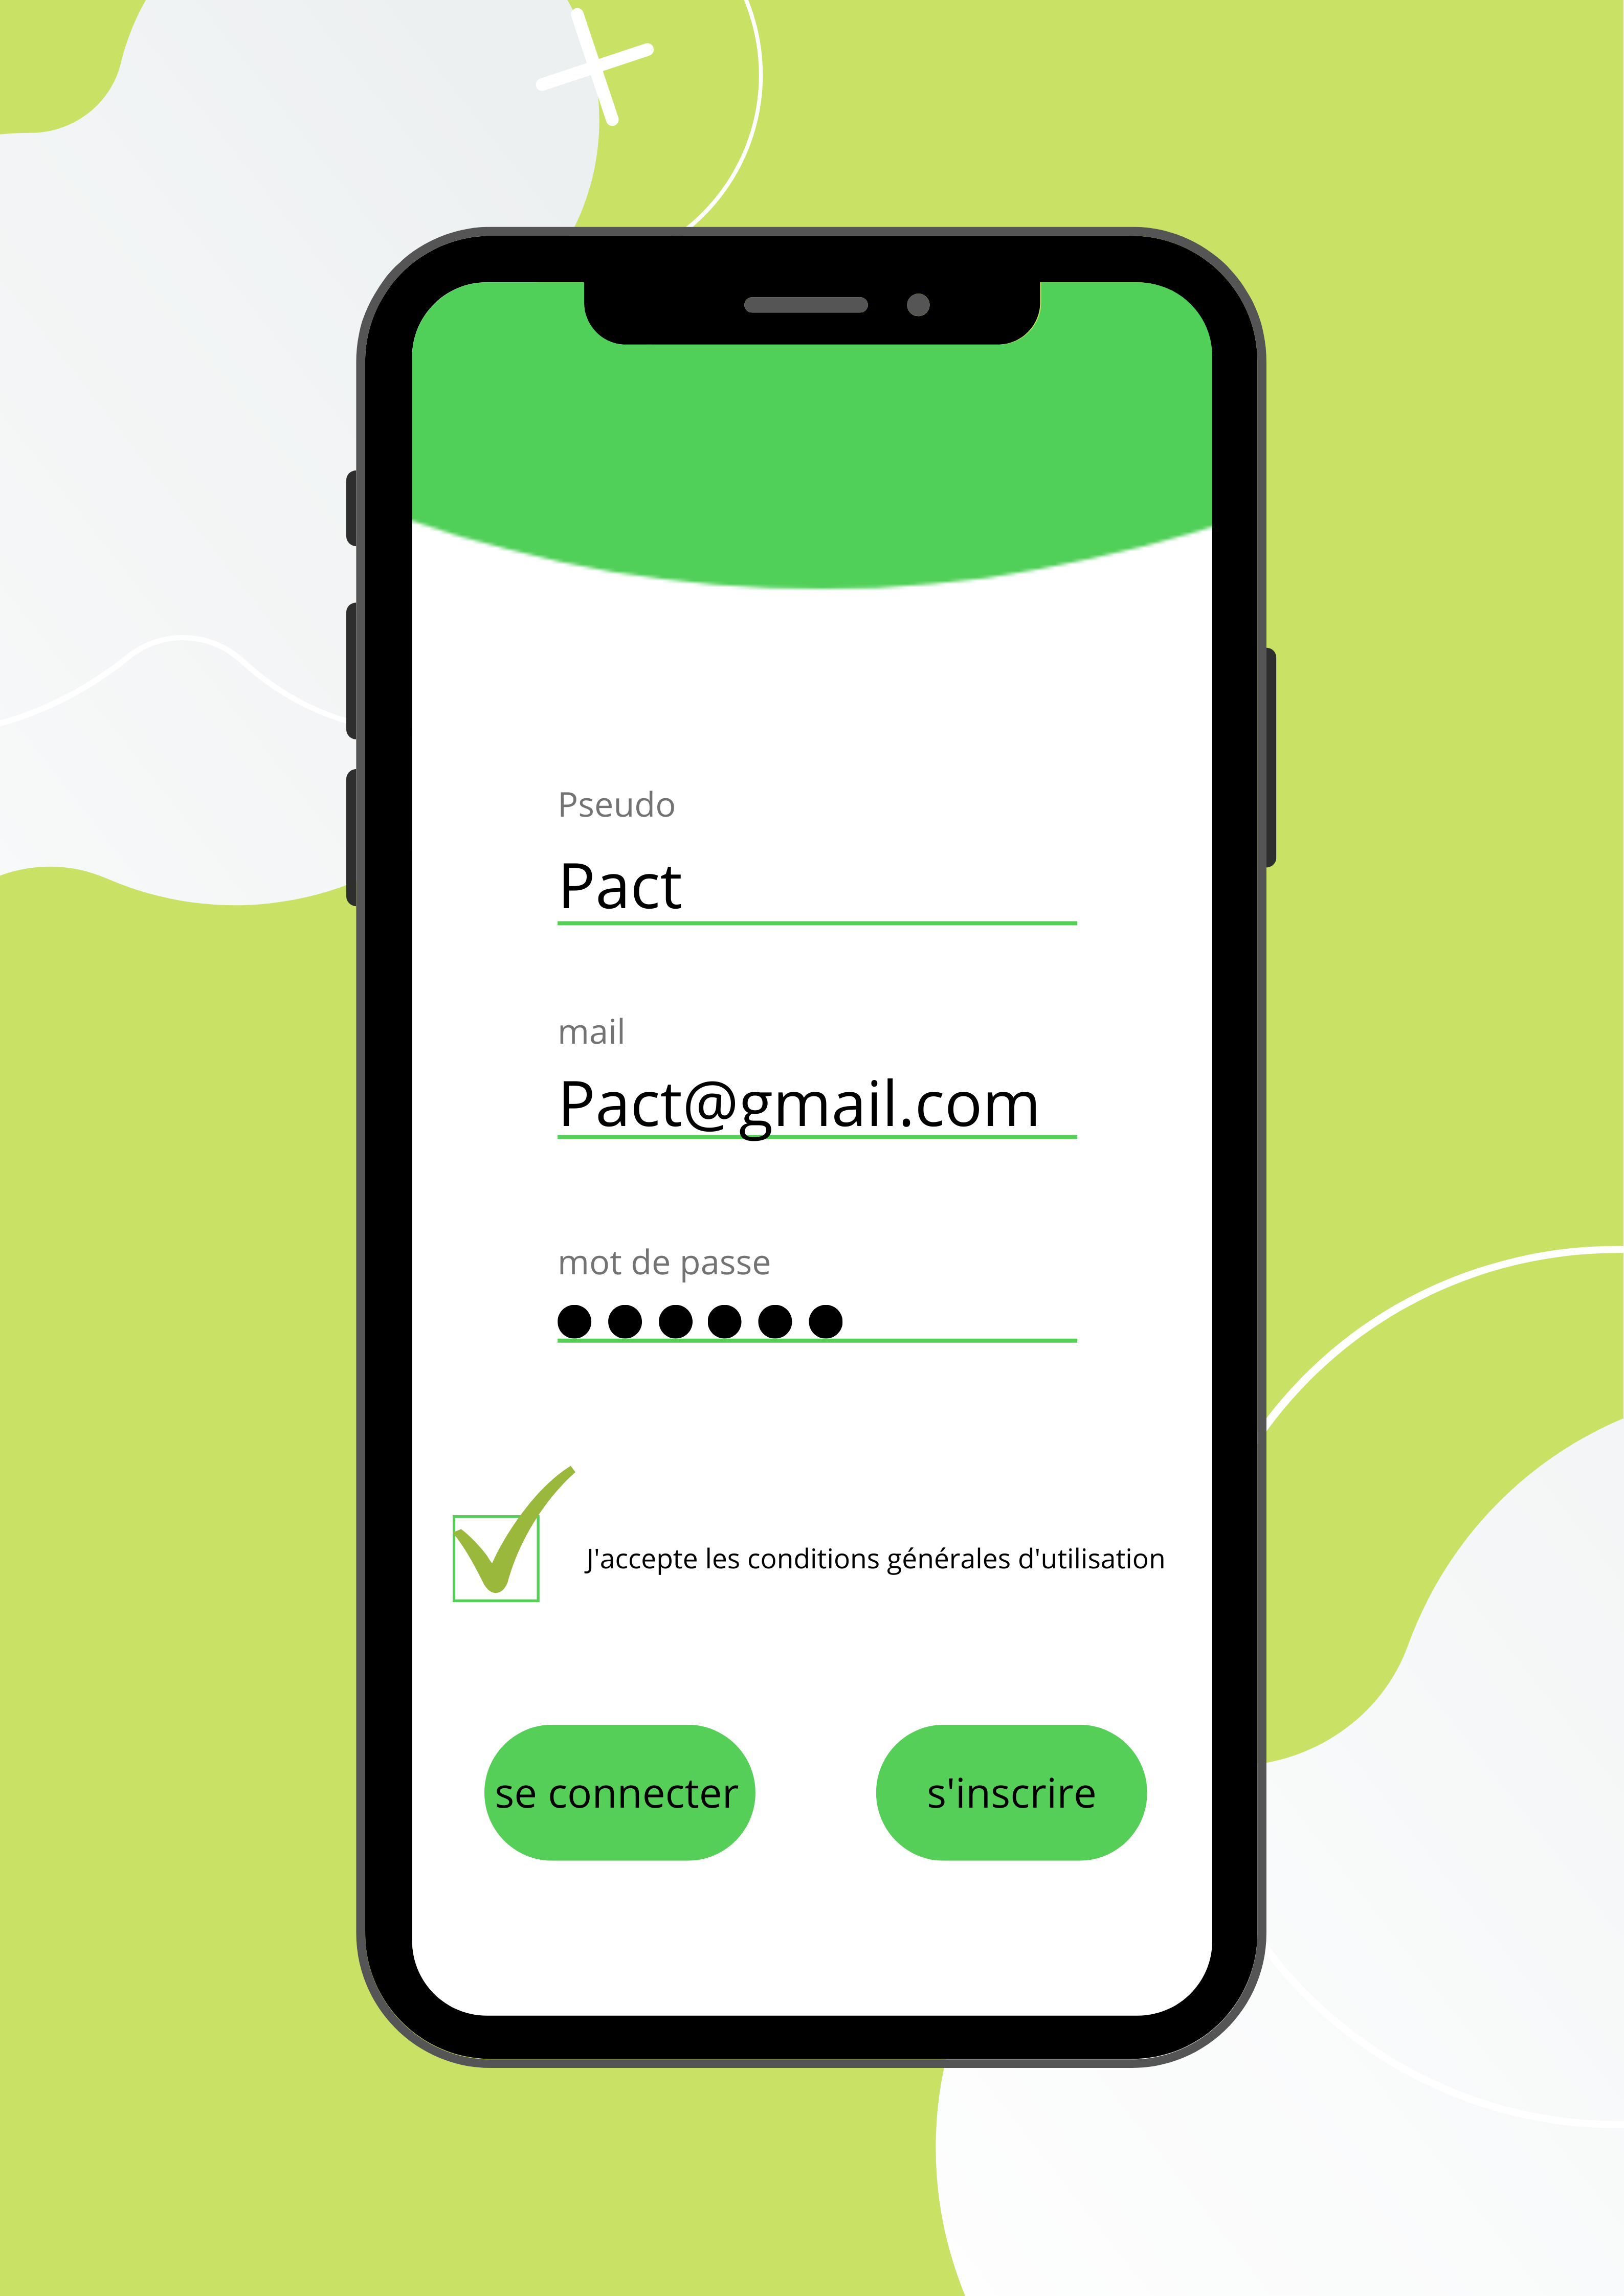 Pseudo
Pact
mail
Pact@gmail.com
mot de passe
J'accepte les conditions générales d'utilisation
se connecter
s'inscrire